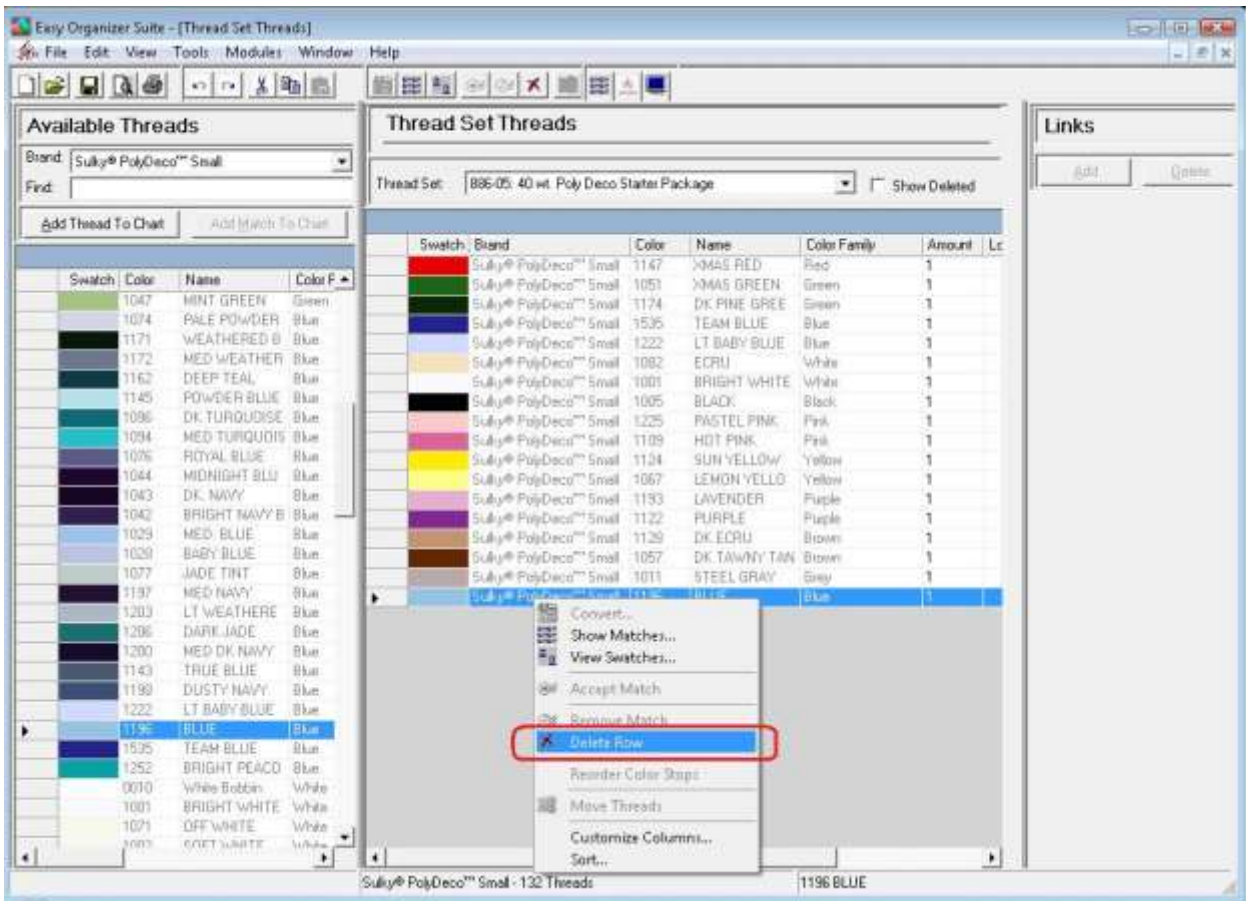 Easy Organizer Suite - [Thread Set Threads]
File Edit View Tools Modules Window Help
Available Threads
Brand: Sulky® PolyDeco™ Small
Find:
Add Thread To Chart Add Match To Chart
Swatch Color Name Color F
1047 MINT GREEN Green
1074 PALE POWDER Blue
1171 WEATHERED B Blue
1172 MED WEATHER Blue
1162 DEEP TEAL Blue
1145 POWDER BLUE Blue
1096 DK. TURQUOISE Blue
1094 MED TURQUOIS Blue
1076 ROYAL BLUE Blue
1044 MIDNIGHT BLU Blue
1043 DK. NAVY Blue
1042 BRIGHT NAVY B Blue
1029 MED. BLUE Blue
1028 BABY BLUE Blue
1077 JADE TINT Blue
1197 MED NAVY Blue
1203 LT WEATHERE Blue
1206 DARK JADE Blue
1200 MED DK NAVY Blue
1143 TRUE BLUE Blue
1198 DUSTY NAVY Blue
1222 LT BABY BLUE Blue
1196 BLUE Blue
1535 TEAM BLUE Blue
1252 BRIGHT PEACO Blue
0010 White Bobbin White
1001 BRIGHT WHITE White
1071 OFF WHITE White
SOFT WHITE White
Thread Set Threads
Thread Set: 886-05: 40 wt. Poly Deco Starter Package Show Deleted
Swatch Brand Color Name Color Family Amount Lc
Sulky® PolyDeco™ Small 1147 XMAS RED Red 1
Sulky® PolyDeco™ Small 1051 XMAS GREEN Green 1
Sulky® PolyDeco™ Small 1174 DK PINE GREE Green 1
Sulky® PolyDeco™ Small 1535 TEAM BLUE Blue 1
Sulky® PolyDeco™ Small 1222 LT BABY BLUE Blue 1
Sulky® PolyDeco™ Small 1082 ECRU White 1
Sulky® PolyDeco™ Small 1001 BRIGHT WHITE White 1
Sulky® PolyDeco™ Small 1005 BLACK Black 1
Sulky® PolyDeco™ Small 1225 PASTEL PINK Pink 1
Sulky® PolyDeco™ Small 1109 HOT PINK Pink 1
Sulky® PolyDeco™ Small 1124 SUN YELLOW Yellow 1
Sulky® PolyDeco™ Small 1067 LEMON YELLO Yellow 1
Sulky® PolyDeco™ Small 1193 LAVENDER Purple 1
Sulky® PolyDeco™ Small 1122 PURPLE Purple 1
Sulky® PolyDeco™ Small 1128 DK ECRU Brown 1
Sulky® PolyDeco™ Small 1057 DK TAWNY TAN Brown 1
Sulky® PolyDeco™ Small 1011 STEEL GRAY Grey 1
Sulky® PolyDeco™ Small 1196 BLUE Blue 1
Convert...
Show Matches...
View Swatches...
Accept Match
Remove Match
Delete Row
Reorder Color Stops
Move Threads
Customize Columns...
Sort...
Links
Add Delete
Sulky® PolyDeco™ Small - 132 Threads 1196 BLUE